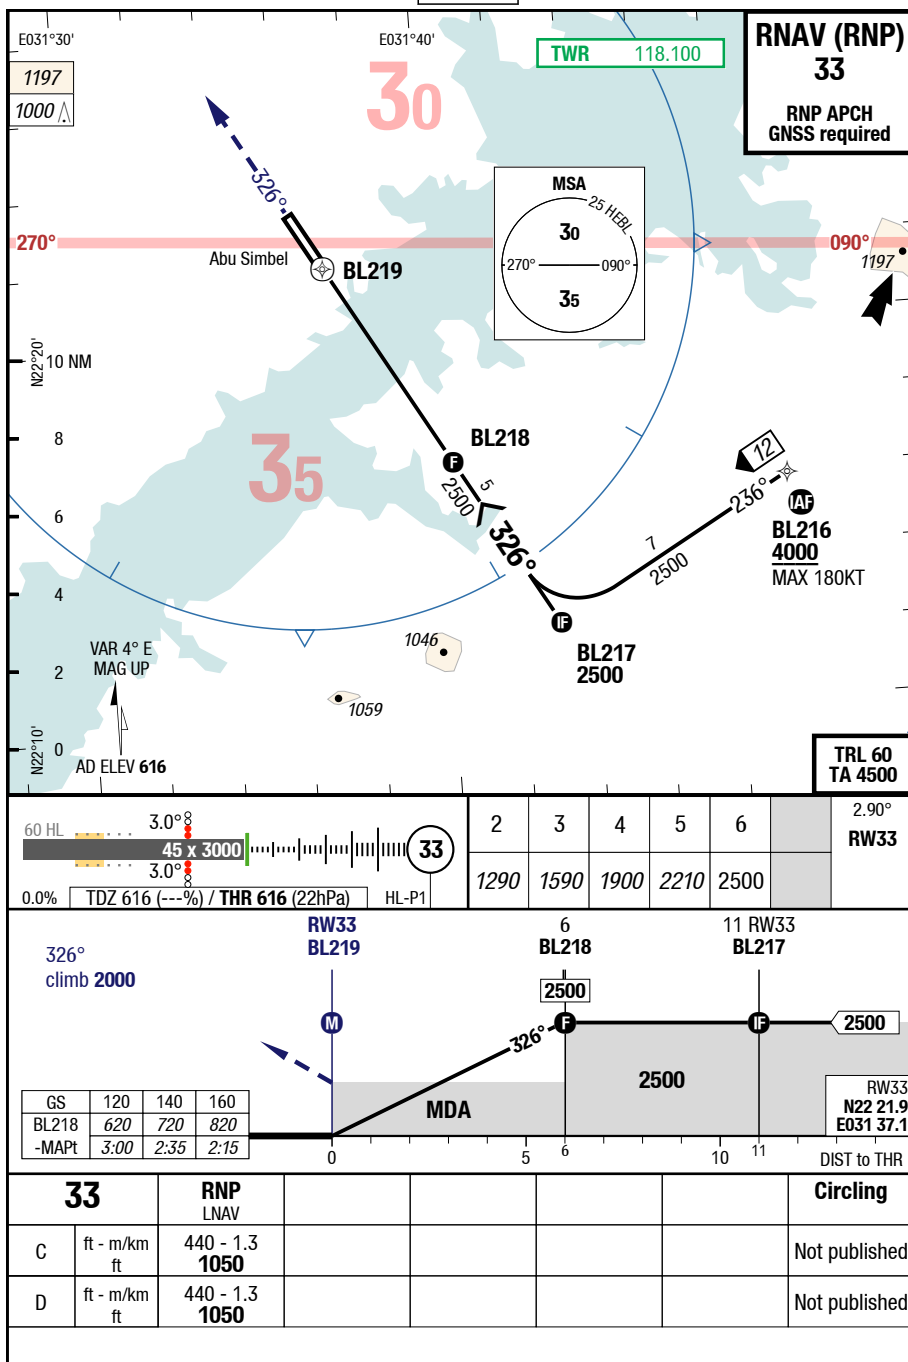 E031°30'
E031°40'
TWR 118.100
RNAV (RNP)
33
RNP APCH
GNSS required
1197
1000
30
326°
MSA
25 HEBL
30
270° 090°
35
270°
090°
Abu Simbel
BL219
1197
N22°20'
10 NM
8
6
4
2
0
35
BL218
F
5
2500
326°
12
236°
IAF
BL216
4000
MAX 180KT
7
2500
IF
BL217
2500
1046
1059
VAR 4° E
MAG UP
N22°10'
AD ELEV 616
TRL 60
TA 4500
60 HL
3.0°
45 x 3000
33
3.0°
0.0%
TDZ 616 (---%) / THR 616 (22hPa)
HL-P1
2 3 4 5 6
2.90°
RW33
1290 1590 1900 2210 2500
326°
climb 2000
RW33
BL219
6
BL218
11 RW33
BL217
2500
M
F
IF
2500
326°
2500
MDA
GS 120 140 160
BL218 620 720 820
-MAPt 3:00 2:35 2:15
RW33
N22 21.9
E031 37.1
0 5 6 10 11
DIST to THR
33
RNP
LNAV
Circling
C
ft - m/km
ft
440 - 1.3
1050
Not published
D
ft - m/km
ft
440 - 1.3
1050
Not published